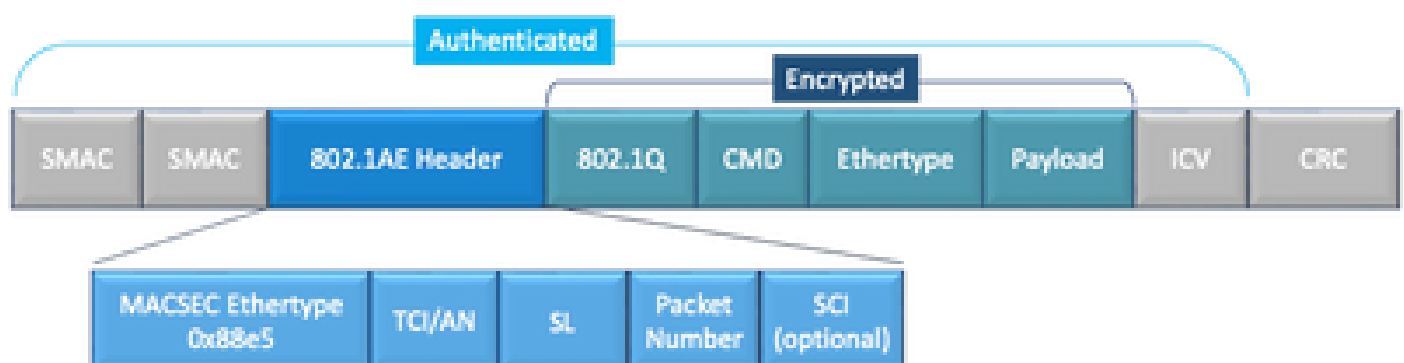 Authenticated
Encrypted
SMAC SMAC 802.1AE Header 802.1Q CMD Ethertype Payload ICV CRC
MACSEC Ethertype
0x88e5
TCI/AN
SL
Packet
Number
SCI
(optional)